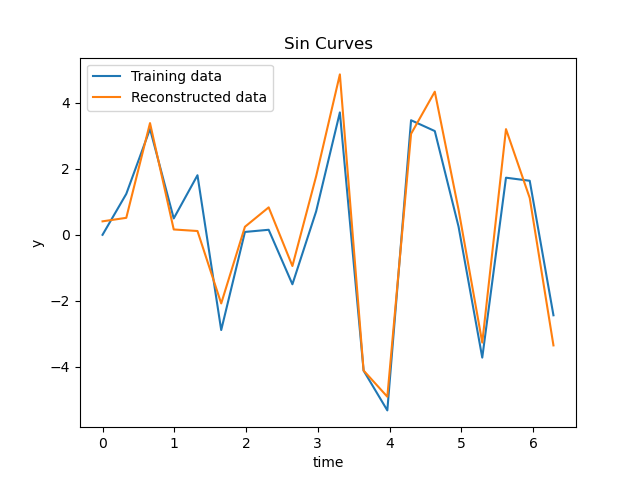 Sin Curves
Training data
Reconstructed data
y
4
2
0
−2
−4
0 1 2 3 4 5 6
time